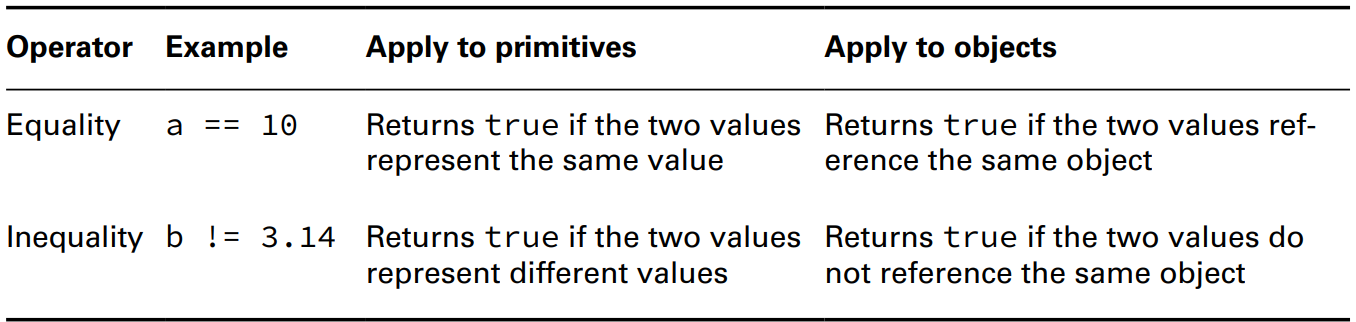 Operator Example Apply to primitives Apply to objects
Equality a == 10 Returns true if the two values Returns true if the two values ref-
represent the same value erence the same object
Inequality b != 3.14 Returns true if the two values Returns true if the two values do
represent different values not reference the same object